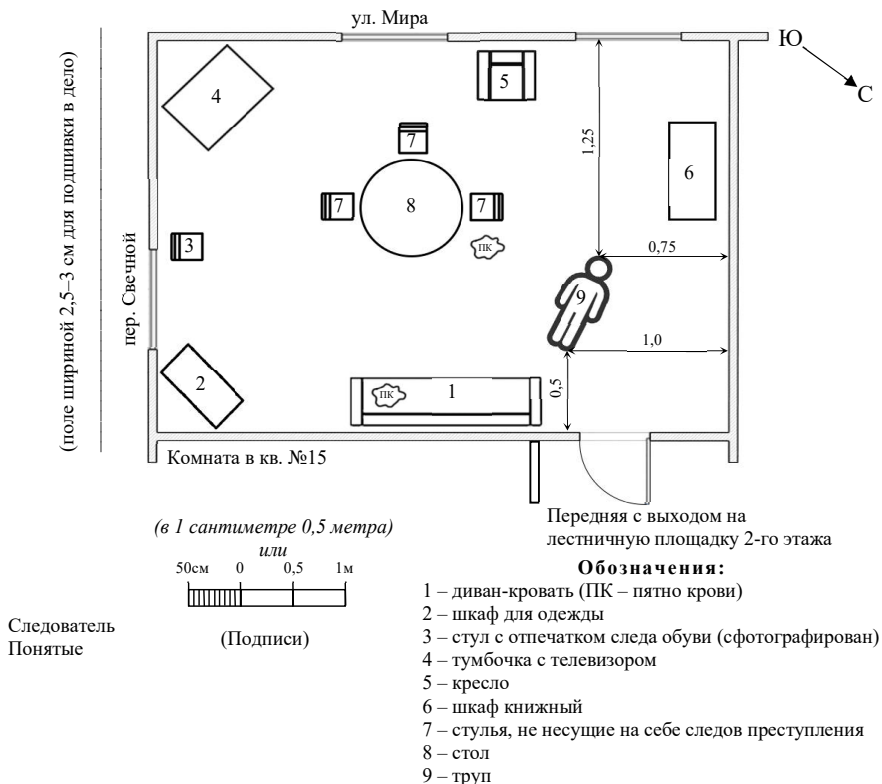 ул. Мира
Ю
С
(поле шириной 2,5–3 см для подшивки в дело)
пер. Свечной
4
5
7
1,25
6
7
8
7
3
ПК
0,75
9
1,0
2
ПК
1
0,5
Комната в кв. №15
(в 1 сантиметре 0,5 метра)
или
50см 0 0,5 1м
Передняя с выходом на
лестничную площадку 2-го этажа
Следователь
Понятые
(Подписи)
Обозначения:
1 – диван-кровать (ПК – пятно крови)
2 – шкаф для одежды
3 – стул с отпечатком следа обуви (сфотографирован)
4 – тумбочка с телевизором
5 – кресло
6 – шкаф книжный
7 – стулья, не несущие на себе следов преступления
8 – стол
9 – труп